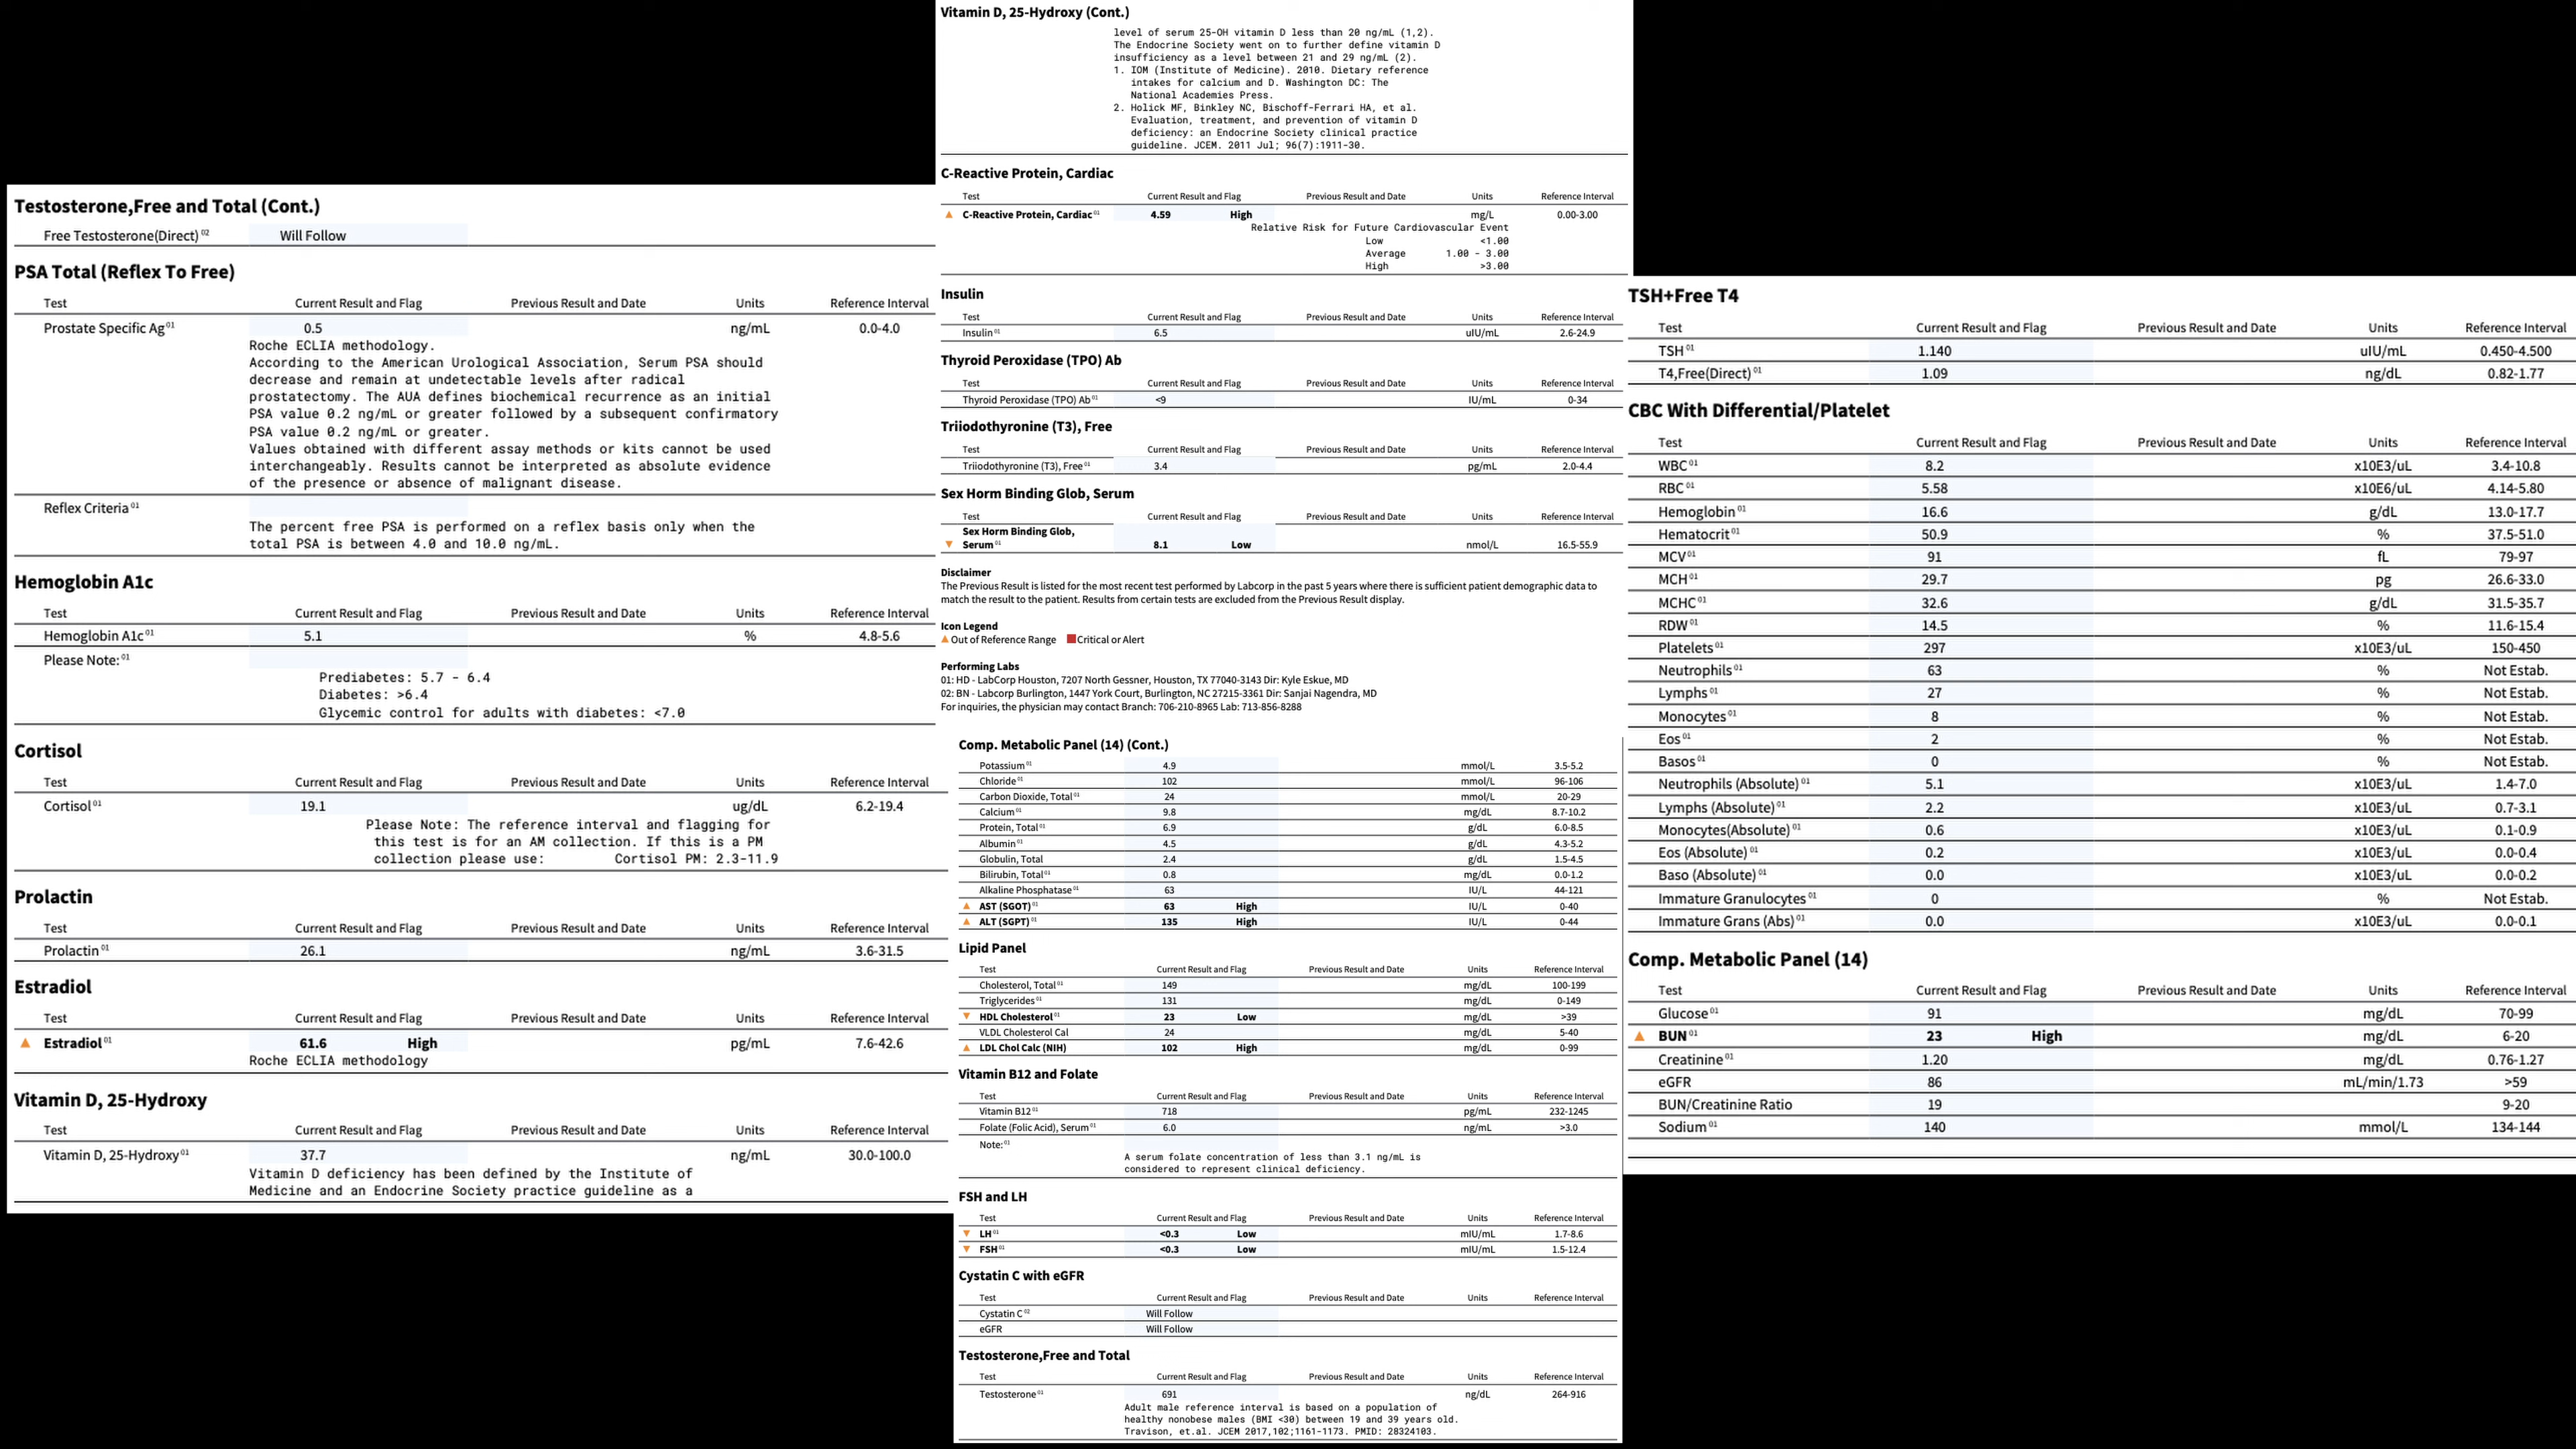 Testosterone,Free and Total (Cont.)
Free Testosterone(Direct) 02 Will Follow
PSA Total (Reflex To Free)
Test Current Result and Flag Previous Result and Date Units Reference Interval
Prostate Specific Ag 01 0.5 ng/mL 0.0-4.0
Roche ECLIA methodology.
According to the American Urological Association, Serum PSA should
decrease and remain at undetectable levels after radical
prostatectomy. The AUA defines biochemical recurrence as an initial
PSA value 0.2 ng/mL or greater followed by a subsequent confirmatory
PSA value 0.2 ng/mL or greater.
Values obtained with different assay methods or kits cannot be used
interchangeably. Results cannot be interpreted as absolute evidence
of the presence or absence of malignant disease.
Reflex Criteria 01
The percent free PSA is performed on a reflex basis only when the
total PSA is between 4.0 and 10.0 ng/mL.
Hemoglobin A1c
Test Current Result and Flag Previous Result and Date Units Reference Interval
Hemoglobin A1c 01 5.1 % 4.8-5.6
Please Note: 01
Prediabetes: 5.7 - 6.4
Diabetes: >6.4
Glycemic control for adults with diabetes: <7.0
Cortisol
Test Current Result and Flag Previous Result and Date Units Reference Interval
Cortisol 01 19.1 ug/dL 6.2-19.4
Please Note: The reference interval and flagging for
this test is for an AM collection. If this is a PM
collection please use: Cortisol PM: 2.3-11.9
Prolactin
Test Current Result and Flag Previous Result and Date Units Reference Interval
Prolactin 01 26.1 ng/mL 3.6-31.5
Estradiol
Test Current Result and Flag Previous Result and Date Units Reference Interval
▲ Estradiol 01 61.6 High pg/mL 7.6-42.6
Roche ECLIA methodology
Vitamin D, 25-Hydroxy
Test Current Result and Flag Previous Result and Date Units Reference Interval
Vitamin D, 25-Hydroxy 01 37.7 ng/mL 30.0-100.0
Vitamin D deficiency has been defined by the Institute of
Medicine and an Endocrine Society practice guideline as a
Vitamin D, 25-Hydroxy (Cont.)
level of serum 25-OH vitamin D less than 20 ng/mL (1,2).
The Endocrine Society went on to further define vitamin D
insufficiency as a level between 21 and 29 ng/mL (2).
1. IOM (Institute of Medicine). 2010. Dietary reference
intakes for calcium and D. Washington DC: The
National Academies Press.
2. Holick MF, Binkley NC, Bischoff-Ferrari HA, et al.
Evaluation, treatment, and prevention of vitamin D
deficiency: an Endocrine Society clinical practice
guideline. JCEM. 2011 Jul; 96(7):1911-30.
C-Reactive Protein, Cardiac
Test Current Result and Flag Previous Result and Date Units Reference Interval
▲ C-Reactive Protein, Cardiac 01 4.59 High mg/L 0.00-3.00
Relative Risk for Future Cardiovascular Event
Low <1.00
Average 1.00 - 3.00
High >3.00
Insulin
Test Current Result and Flag Previous Result and Date Units Reference Interval
Insulin 01 6.5 uIU/mL 2.6-24.9
Thyroid Peroxidase (TPO) Ab
Test Current Result and Flag Previous Result and Date Units Reference Interval
Thyroid Peroxidase (TPO) Ab 01 <9 IU/mL 0-34
Triiodothyronine (T3), Free
Test Current Result and Flag Previous Result and Date Units Reference Interval
Triiodothyronine (T3), Free 01 3.4 pg/mL 2.0-4.4
Sex Horm Binding Glob, Serum
Test Current Result and Flag Previous Result and Date Units Reference Interval
Sex Horm Binding Glob,
▼ Serum 01 8.1 Low nmol/L 16.5-55.9
Disclaimer
The Previous Result is listed for the most recent test performed by Labcorp in the past 5 years where there is sufficient patient demographic data to
match the result to the patient. Results from certain tests are excluded from the Previous Result display.
Icon Legend
▲ Out of Reference Range ■ Critical or Alert
Performing Labs
01: HD - LabCorp Houston, 7207 North Gessner, Houston, TX 77040-3143 Dir: Kyle Eskue, MD
02: BN - Labcorp Burlington, 1447 York Court, Burlington, NC 27215-3361 Dir: Sanjai Nagendra, MD
For inquiries, the physician may contact Branch: 706-210-8965 Lab: 713-856-8288
Comp. Metabolic Panel (14) (Cont.)
Potassium 01 4.9 mmol/L 3.5-5.2
Chloride 01 102 mmol/L 96-106
Carbon Dioxide, Total 01 24 mmol/L 20-29
Calcium 01 9.8 mg/dL 8.7-10.2
Protein, Total 01 6.9 g/dL 6.0-8.5
Albumin 01 4.5 g/dL 4.3-5.2
Globulin, Total 2.4 g/dL 1.5-4.5
Bilirubin, Total 01 0.8 mg/dL 0.0-1.2
Alkaline Phosphatase 01 63 IU/L 44-121
▲ AST (SGOT) 01 63 High IU/L 0-40
▲ ALT (SGPT) 01 135 High IU/L 0-44
Lipid Panel
Test Current Result and Flag Previous Result and Date Units Reference Interval
Cholesterol, Total 01 149 mg/dL 100-199
Triglycerides 01 131 mg/dL 0-149
▼ HDL Cholesterol 01 23 Low mg/dL >39
VLDL Cholesterol Cal 24 mg/dL 5-40
▲ LDL Chol Calc (NIH) 102 High mg/dL 0-99
Vitamin B12 and Folate
Test Current Result and Flag Previous Result and Date Units Reference Interval
Vitamin B12 01 718 pg/mL 232-1245
Folate (Folic Acid), Serum 01 6.0 ng/mL >3.0
Note: 01
A serum folate concentration of less than 3.1 ng/mL is
considered to represent clinical deficiency.
FSH and LH
Test Current Result and Flag Previous Result and Date Units Reference Interval
▼ LH 01 <0.3 Low mIU/mL 1.7-8.6
▼ FSH 01 <0.3 Low mIU/mL 1.5-12.4
Cystatin C with eGFR
Test Current Result and Flag Previous Result and Date Units Reference Interval
Cystatin C 02 Will Follow
eGFR Will Follow
Testosterone,Free and Total
Test Current Result and Flag Previous Result and Date Units Reference Interval
Testosterone 01 691 ng/dL 264-916
Adult male reference interval is based on a population of
healthy nonobese males (BMI <30) between 19 and 39 years old.
Travison, et.al. JCEM 2017,102;1161-1173. PMID: 28324103.
TSH+Free T4
Test Current Result and Flag Previous Result and Date Units Reference Interval
TSH 01 1.140 uIU/mL 0.450-4.500
T4,Free(Direct) 01 1.09 ng/dL 0.82-1.77
CBC With Differential/Platelet
Test Current Result and Flag Previous Result and Date Units Reference Interval
WBC 01 8.2 x10E3/uL 3.4-10.8
RBC 01 5.58 x10E6/uL 4.14-5.80
Hemoglobin 01 16.6 g/dL 13.0-17.7
Hematocrit 01 50.9 % 37.5-51.0
MCV 01 91 fL 79-97
MCH 01 29.7 pg 26.6-33.0
MCHC 01 32.6 g/dL 31.5-35.7
RDW 01 14.5 % 11.6-15.4
Platelets 01 297 x10E3/uL 150-450
Neutrophils 01 63 % Not Estab.
Lymphs 01 27 % Not Estab.
Monocytes 01 8 % Not Estab.
Eos 01 2 % Not Estab.
Basos 01 0 % Not Estab.
Neutrophils (Absolute) 01 5.1 x10E3/uL 1.4-7.0
Lymphs (Absolute) 01 2.2 x10E3/uL 0.7-3.1
Monocytes(Absolute) 01 0.6 x10E3/uL 0.1-0.9
Eos (Absolute) 01 0.2 x10E3/uL 0.0-0.4
Baso (Absolute) 01 0.0 x10E3/uL 0.0-0.2
Immature Granulocytes 01 0 % Not Estab.
Immature Grans (Abs) 01 0.0 x10E3/uL 0.0-0.1
Comp. Metabolic Panel (14)
Test Current Result and Flag Previous Result and Date Units Reference Interval
Glucose 01 91 mg/dL 70-99
▲ BUN 01 23 High mg/dL 6-20
Creatinine 01 1.20 mg/dL 0.76-1.27
eGFR 86 mL/min/1.73 >59
BUN/Creatinine Ratio 19 9-20
Sodium 01 140 mmol/L 134-144